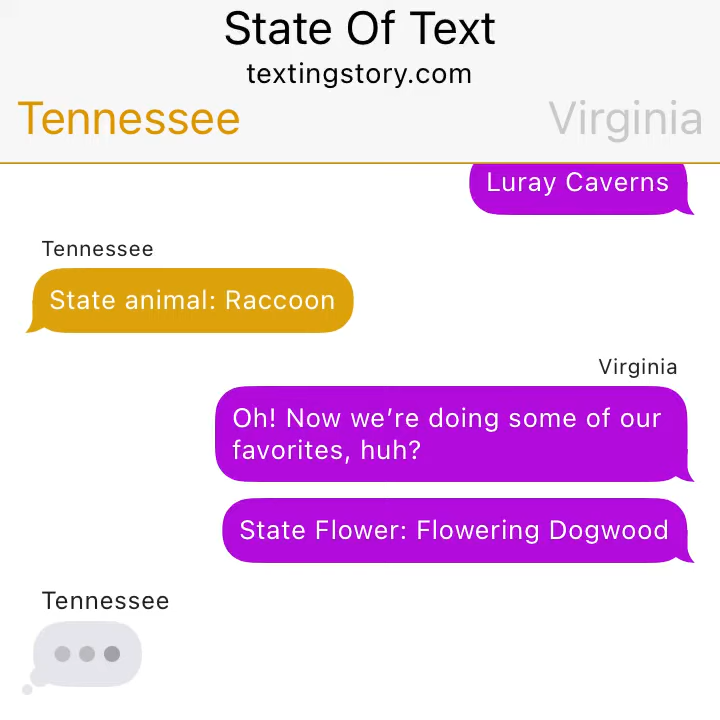 State Of Text
textingstory.com
Tennessee
Virginia
Luray Caverns
Tennessee
State animal: Raccoon
Virginia
Oh! Now we’re doing some of our
favorites, huh?
State Flower: Flowering Dogwood
Tennessee